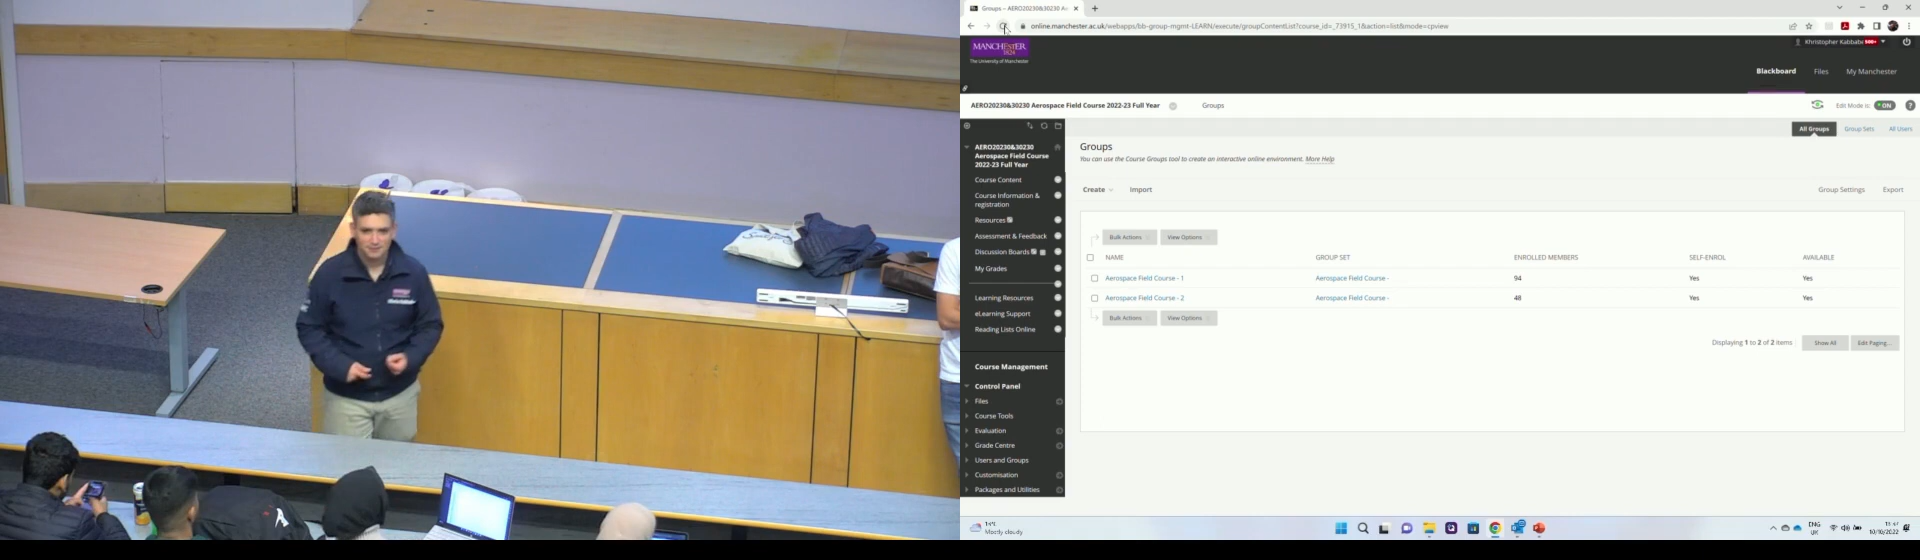 Groups – AERO20230&30230 Ae
online.manchester.ac.uk/webapps/bb-group-mgmt-LEARN/execute/groupContentList?course_id=_73915_1&action=list&mode=cpview
MANCHESTER
1824
The University of Manchester
Khristopher Kabbabe
Blackboard Files My Manchester
AERO20230&30230 Aerospace Field Course 2022-23 Full Year Groups
Edit Mode is: ON ?
All Groups Group Sets All Users
AERO20230&30230
Aerospace Field Course
2022-23 Full Year
Course Content
Course Information &
registration
Resources
Assessment & Feedback
Discussion Boards
My Grades
Learning Resources
eLearning Support
Reading Lists Online
Course Management
Control Panel
Files
Course Tools
Evaluation
Grade Centre
Users and Groups
Customisation
Packages and Utilities
Groups
You can use the Course Groups tool to create an interactive online environment. More Help
Create Import Group Settings Export
Bulk Actions View Options
NAME GROUP SET ENROLLED MEMBERS SELF-ENROL AVAILABLE
Aerospace Field Course - 1 Aerospace Field Course - 94 Yes Yes
Aerospace Field Course - 2 Aerospace Field Course - 48 Yes Yes
Bulk Actions View Options
Displaying 1 to 2 of 2 items Show All Edit Paging...
Mostly cloudy
ENG
UK
10/10/2022